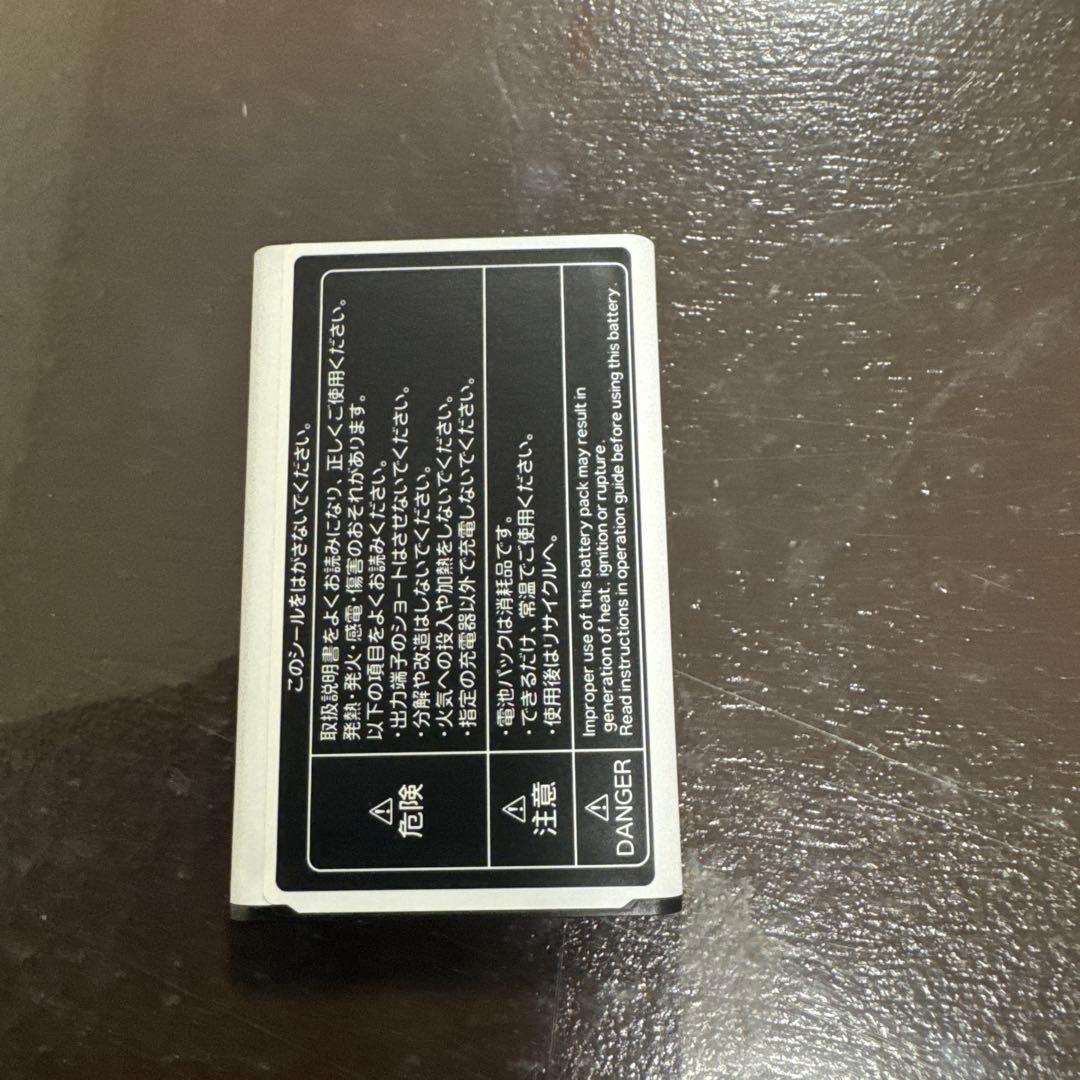 このシールをはがさないでください。
⚠
危険
取扱説明書をよくお読みになり、正しくご使用ください。
発熱・発火・感電・傷害のおそれがあります。
以下の項目をよくお読みください。
・出力端子のショートはさせないでください。
・分解や改造はしないでください。
・火気への投入や加熱をしないでください。
・指定の充電器以外で充電しないでください。
⚠
注意
・電池パックは消耗品です。
・できるだけ、常温でご使用ください。
・使用後はリサイクルへ。
⚠
DANGER
Improper use of this battery pack may result in
generation of heat, ignition or rupture.
Read instructions in operation guide before using this battery.